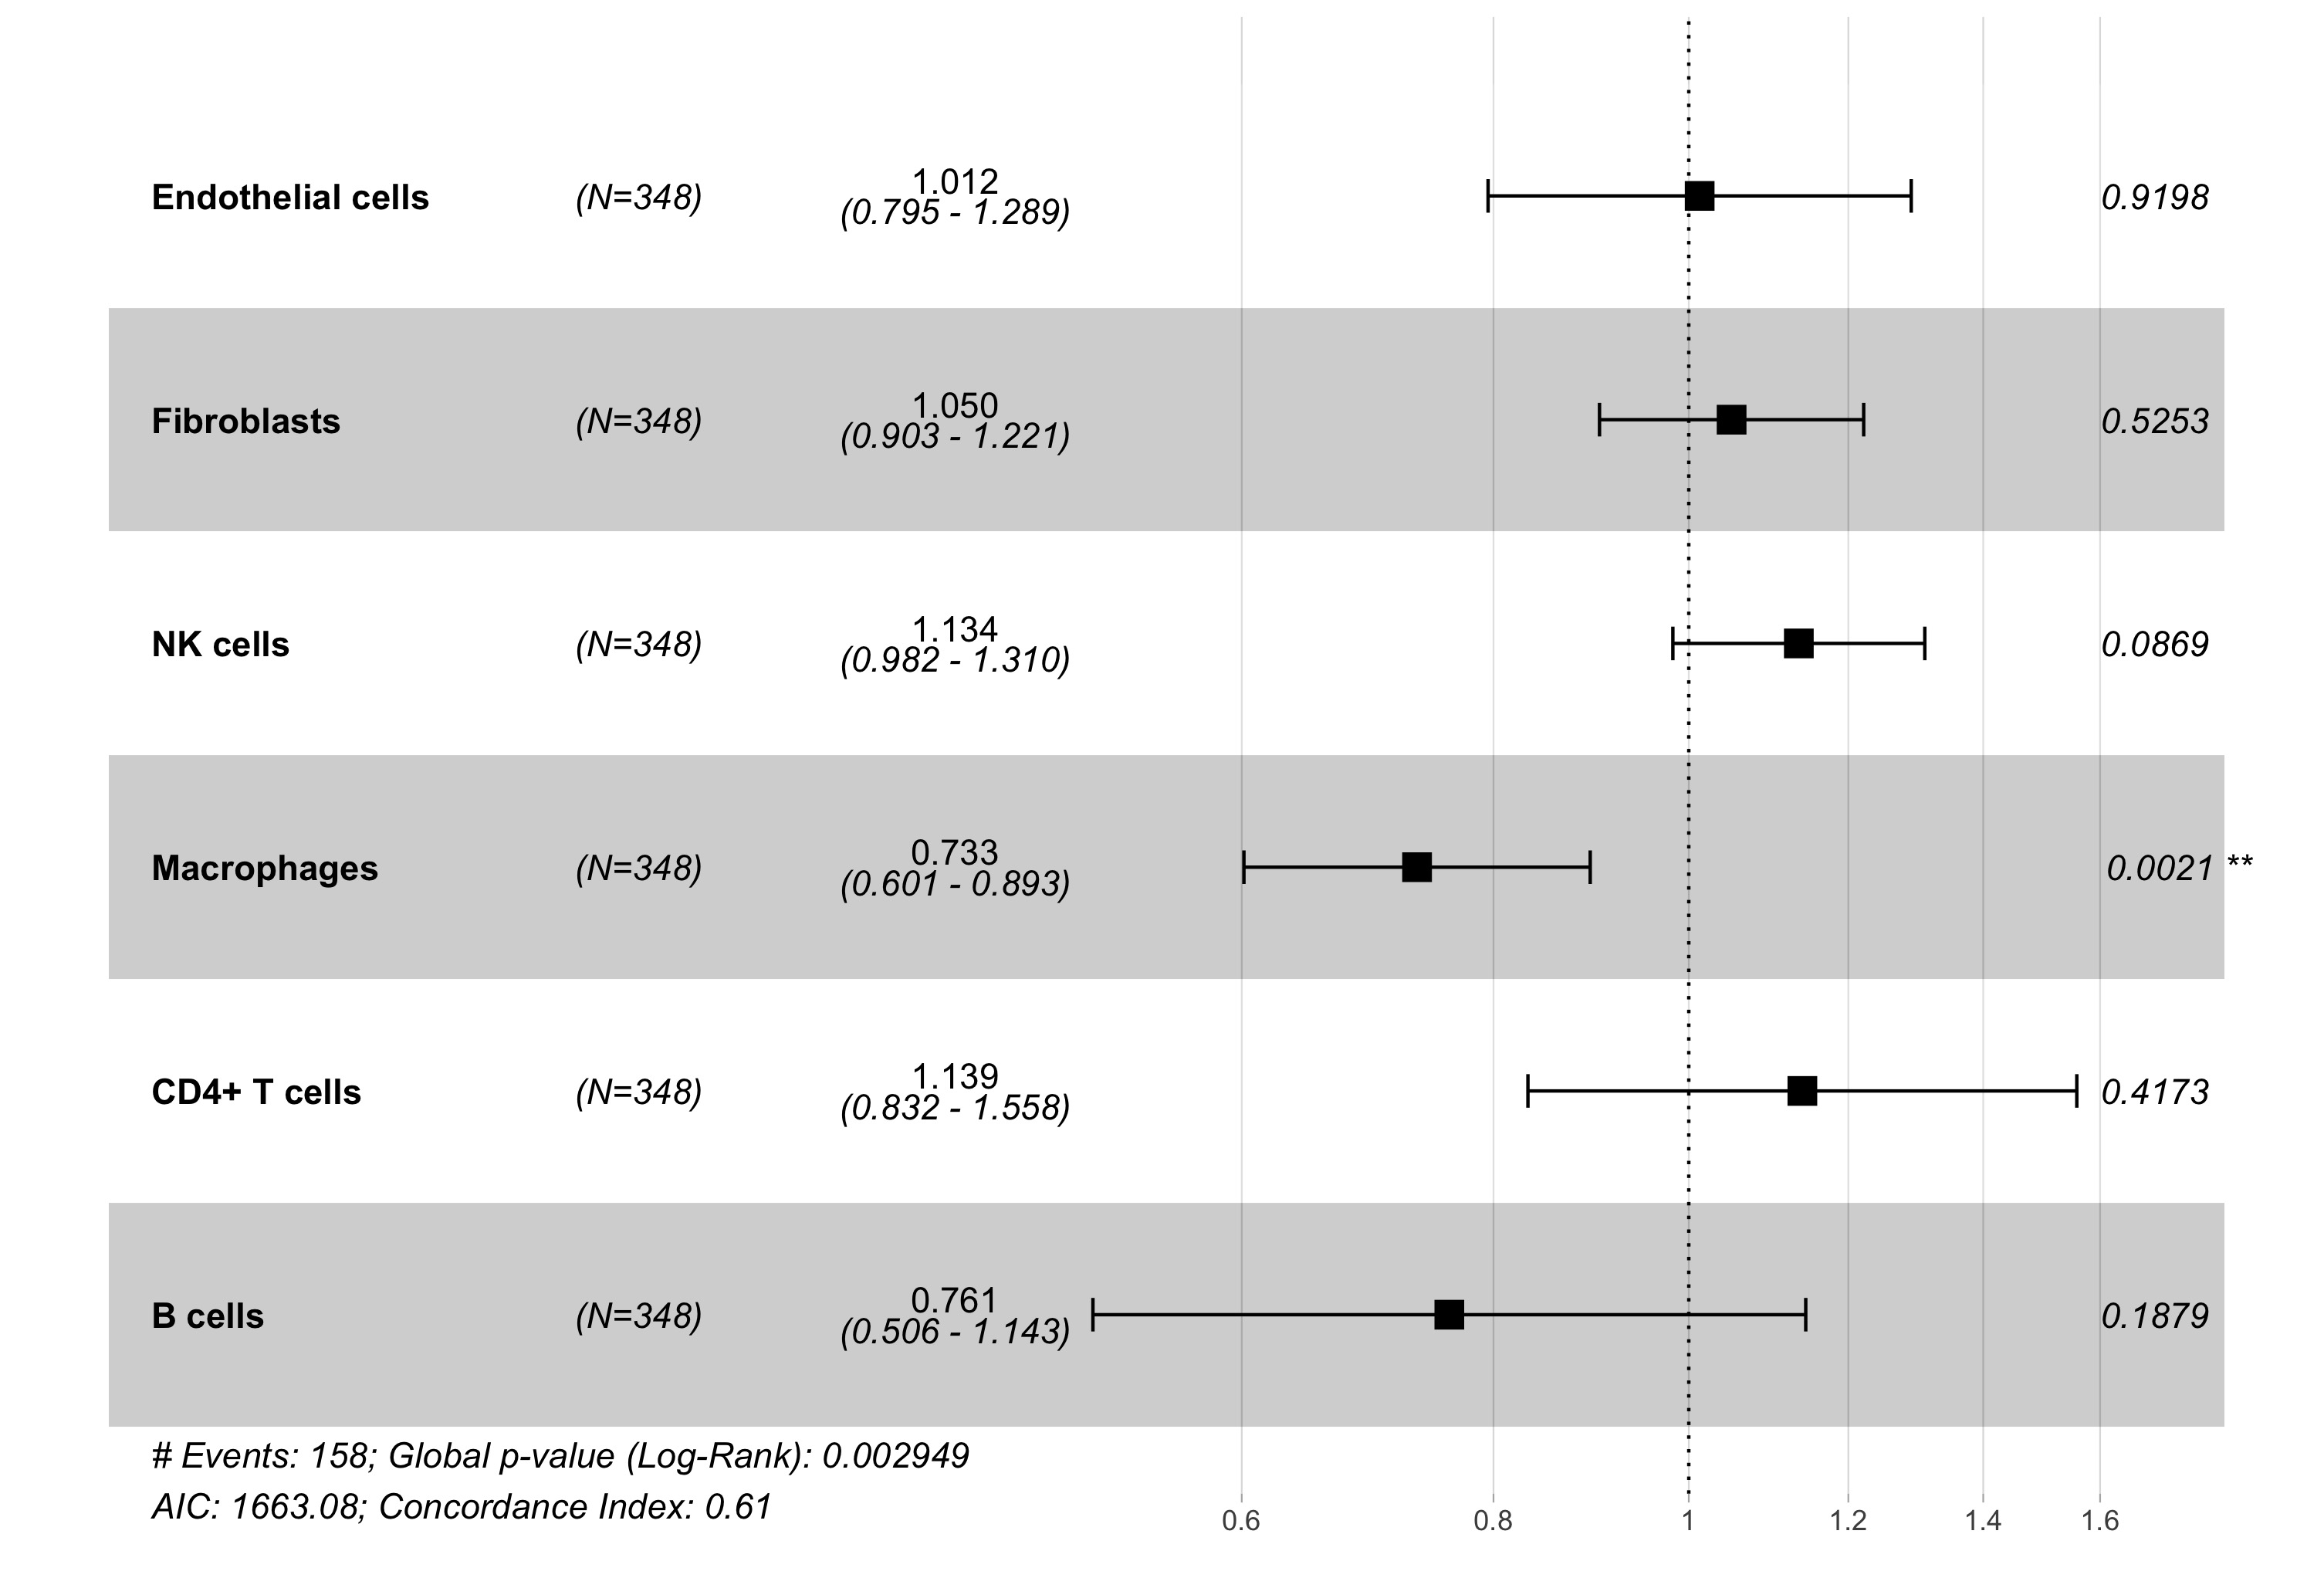 Endothelial cells (N=348) 1.012 0.9198
(0.795 - 1.289)
Fibroblasts (N=348) 1.050 0.5253
(0.903 - 1.221)
NK cells (N=348) 1.134 0.0869
(0.982 - 1.310)
Macrophages (N=348) 0.733 0.0021 **
(0.601 - 0.893)
CD4+ T cells (N=348) 1.139 0.4173
(0.832 - 1.558)
B cells (N=348) 0.761 0.1879
(0.506 - 1.143)
# Events: 158; Global p-value (Log-Rank): 0.002949
AIC: 1663.08; Concordance Index: 0.61
0.6 0.8 1 1.2 1.4 1.6